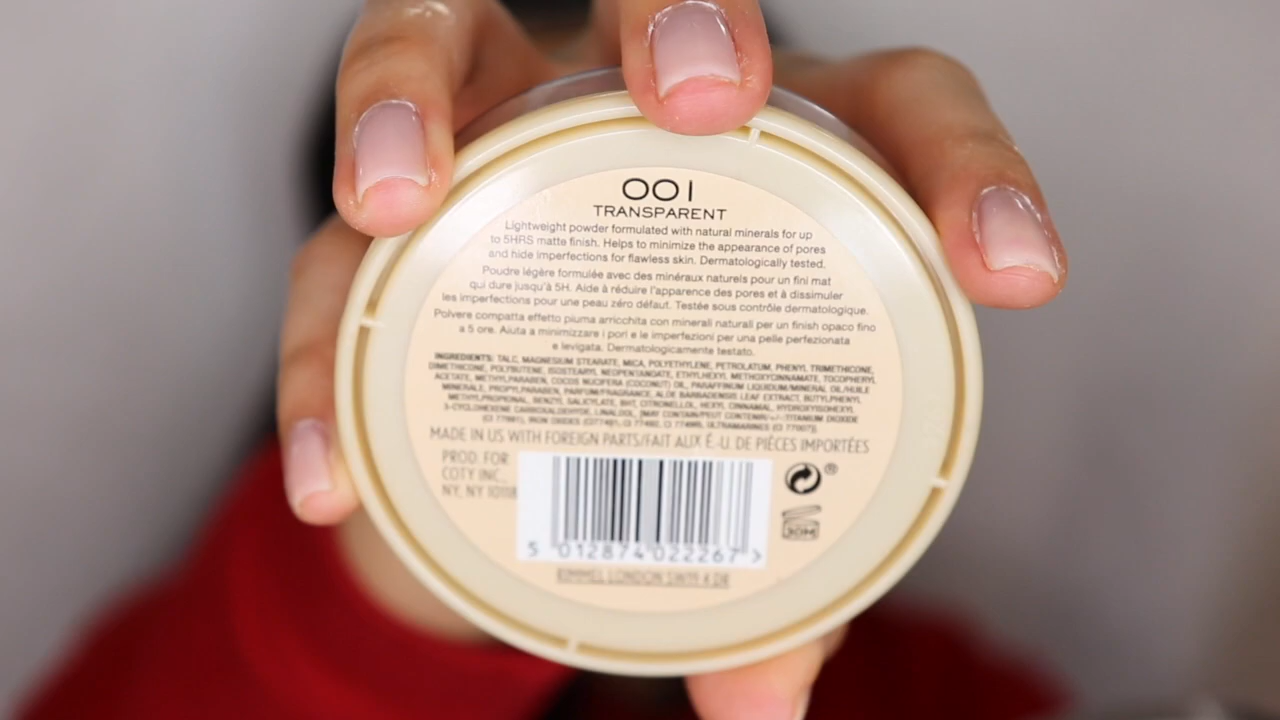 001
TRANSPARENT
Lightweight powder formulated with natural minerals for up
to 5HRS matte finish. Helps to minimize the appearance of pores
and hide imperfections for flawless skin. Dermatologically tested.
Poudre légère formulée avec des minéraux naturels pour un fini mat
qui dure jusqu'à 5H. Aide à réduire l'apparence des pores et à dissimuler
les imperfections pour une peau zéro défaut. Testée sous contrôle dermatologique.
Polvere compatta effetto piuma arricchita con minerali naturali per un finish opaco fino
a 5 ore. Aiuta a minimizzare i pori e le imperfezioni per una pelle perfezionata
e levigata. Dermatologicamente testato.
INGREDIENTS: TALC, MAGNESIUM STEARATE, MICA, POLYETHYLENE, PETROLATUM, PHENYL TRIMETHICONE,
DIMETHICONE, POLYBUTENE, ISOSTEARYL NEOPENTANOATE, ETHYLHEXYL METHOXYCINNAMATE, TOCOPHERYL
ACETATE, METHYLPARABEN, COCOS NUCIFERA (COCONUT) OIL, PARAFFINUM LIQUIDUM/MINERAL OIL/HUILE
MINERALE, PROPYLPARABEN, PARFUM/FRAGRANCE, ALOE BARBADENSIS LEAF EXTRACT, BUTYLPHENYL
METHYLPROPIONAL, BENZYL SALICYLATE, BHT, CITRONELLOL, HEXYL CINNAMAL, HYDROXYISOHEXYL
3-CYCLOHEXENE CARBOXALDEHYDE, LINALOOL, [MAY CONTAIN/PEUT CONTENIR/+/-:TITANIUM DIOXIDE
(CI 77891), IRON OXIDES (CI 77491, CI 77492, CI 77499), ULTRAMARINES (CI 77007)]
MADE IN US WITH FOREIGN PARTS/FAIT AUX É.-U. DE PIÈCES IMPORTÉES
PROD. FOR
COTY INC.,
NY, NY 10118
®
30M
5 012874 022267 >
RIMMEL LONDON SW19 4 DR